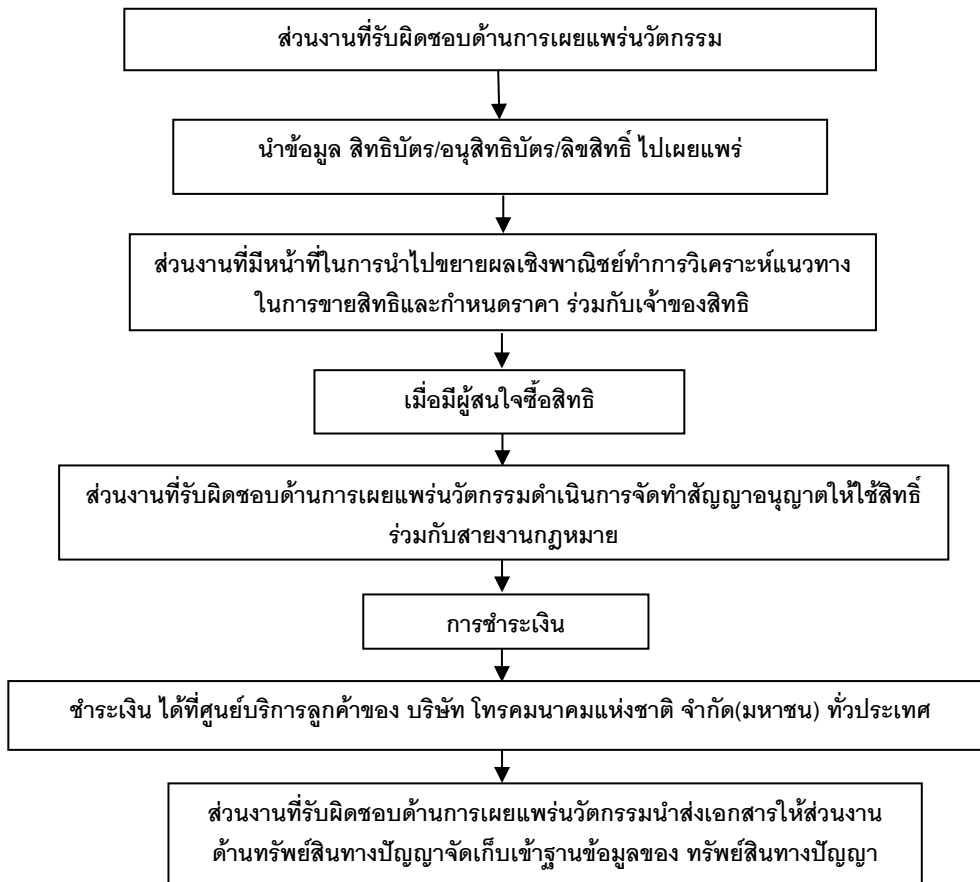 ส่วนงานที่รับผิดชอบด้านการเผยแพร่นวัตกรรม
นำข้อมูล สิทธิบัตร/อนุสิทธิบัตร/ลิขสิทธิ์ ไปเผยแพร่
ส่วนงานที่มีหน้าที่ในการนำไปขยายผลเชิงพาณิชย์ทำการวิเคราะห์แนวทาง
ในการขายสิทธิและกำหนดราคา ร่วมกับเจ้าของสิทธิ
เมื่อมีผู้สนใจซื้อสิทธิ
ส่วนงานที่รับผิดชอบด้านการเผยแพร่นวัตกรรมดำเนินการจัดทำสัญญาอนุญาตให้ใช้สิทธิ์
ร่วมกับสายงานกฎหมาย
การชำระเงิน
ชำระเงิน ได้ที่ศูนย์บริการลูกค้าของ บริษัท โทรคมนาคมแห่งชาติ จำกัด(มหาชน) ทั่วประเทศ
ส่วนงานที่รับผิดชอบด้านการเผยแพร่นวัตกรรมนำส่งเอกสารให้ส่วนงาน
ด้านทรัพย์สินทางปัญญาจัดเก็บเข้าฐานข้อมูลของ ทรัพย์สินทางปัญญา